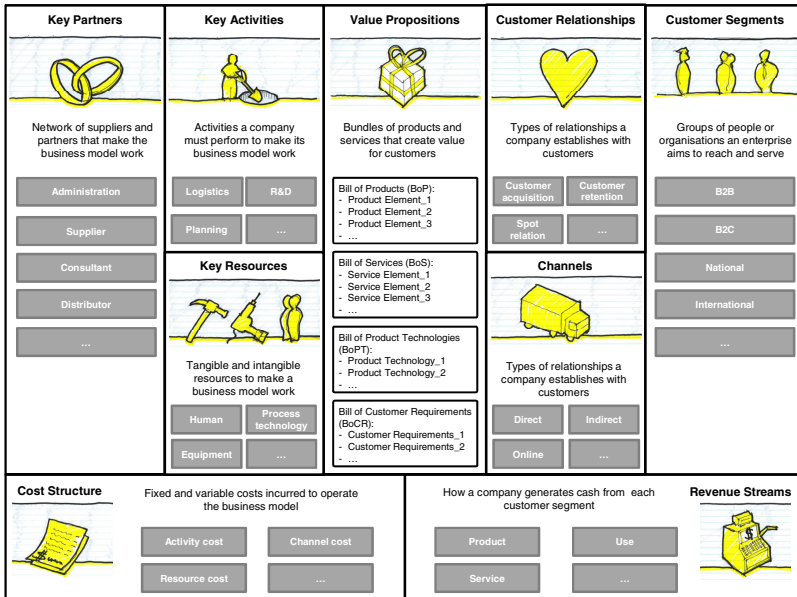 Key Partners
Network of suppliers and
partners that make the
business model work
Administration
Supplier
Consultant
Distributor
…
Key Activities
Activities a company
must perform to make its
business model work
Logistics
R&D
Planning
…
Key Resources
Tangible and intangible
resources to make a
business model work
Human
Process
technology
Equipment
…
Value Propositions
Bundles of products and
services that create value
for customers
Bill of Products (BoP):
- Product Element_1
- Product Element_2
- Product Element_3
- …
Bill of Services (BoS):
- Service Element_1
- Service Element_2
- Service Element_3
- …
Bill of Product Technologies
(BoPT):
- Product Technology_1
- Product Technology_2
- …
Bill of Customer Requirements
(BoCR):
- Customer Requirements_1
- Customer Requirements_2
- …
Customer Relationships
Types of relationships a
company establishes with
customers
Customer
acquisition
Customer
retention
Spot
relation
…
Channels
Types of relationships a
company establishes with
customers
Direct
Indirect
Online
…
Customer Segments
Groups of people or
organisations an enterprise
aims to reach and serve
B2B
B2C
National
International
…
Cost Structure
$
Fixed and variable costs incurred to operate
the business model
Activity cost
Channel cost
Resource cost
…
How a company generates cash from each
customer segment
Product
Use
Service
…
Revenue Streams
$